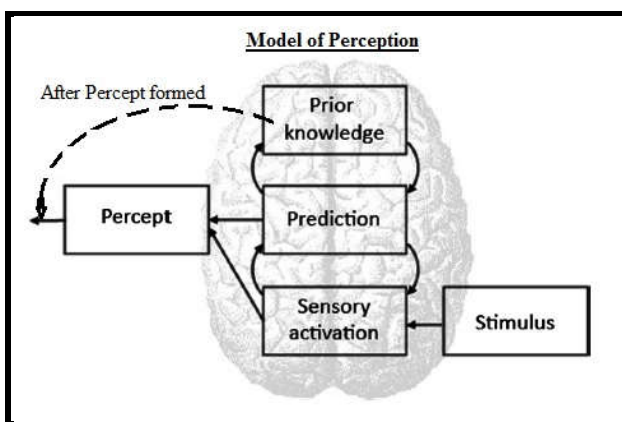 Model of Perception
After Percept formed
Prior
knowledge
Percept
Prediction
Sensory
activation
Stimulus